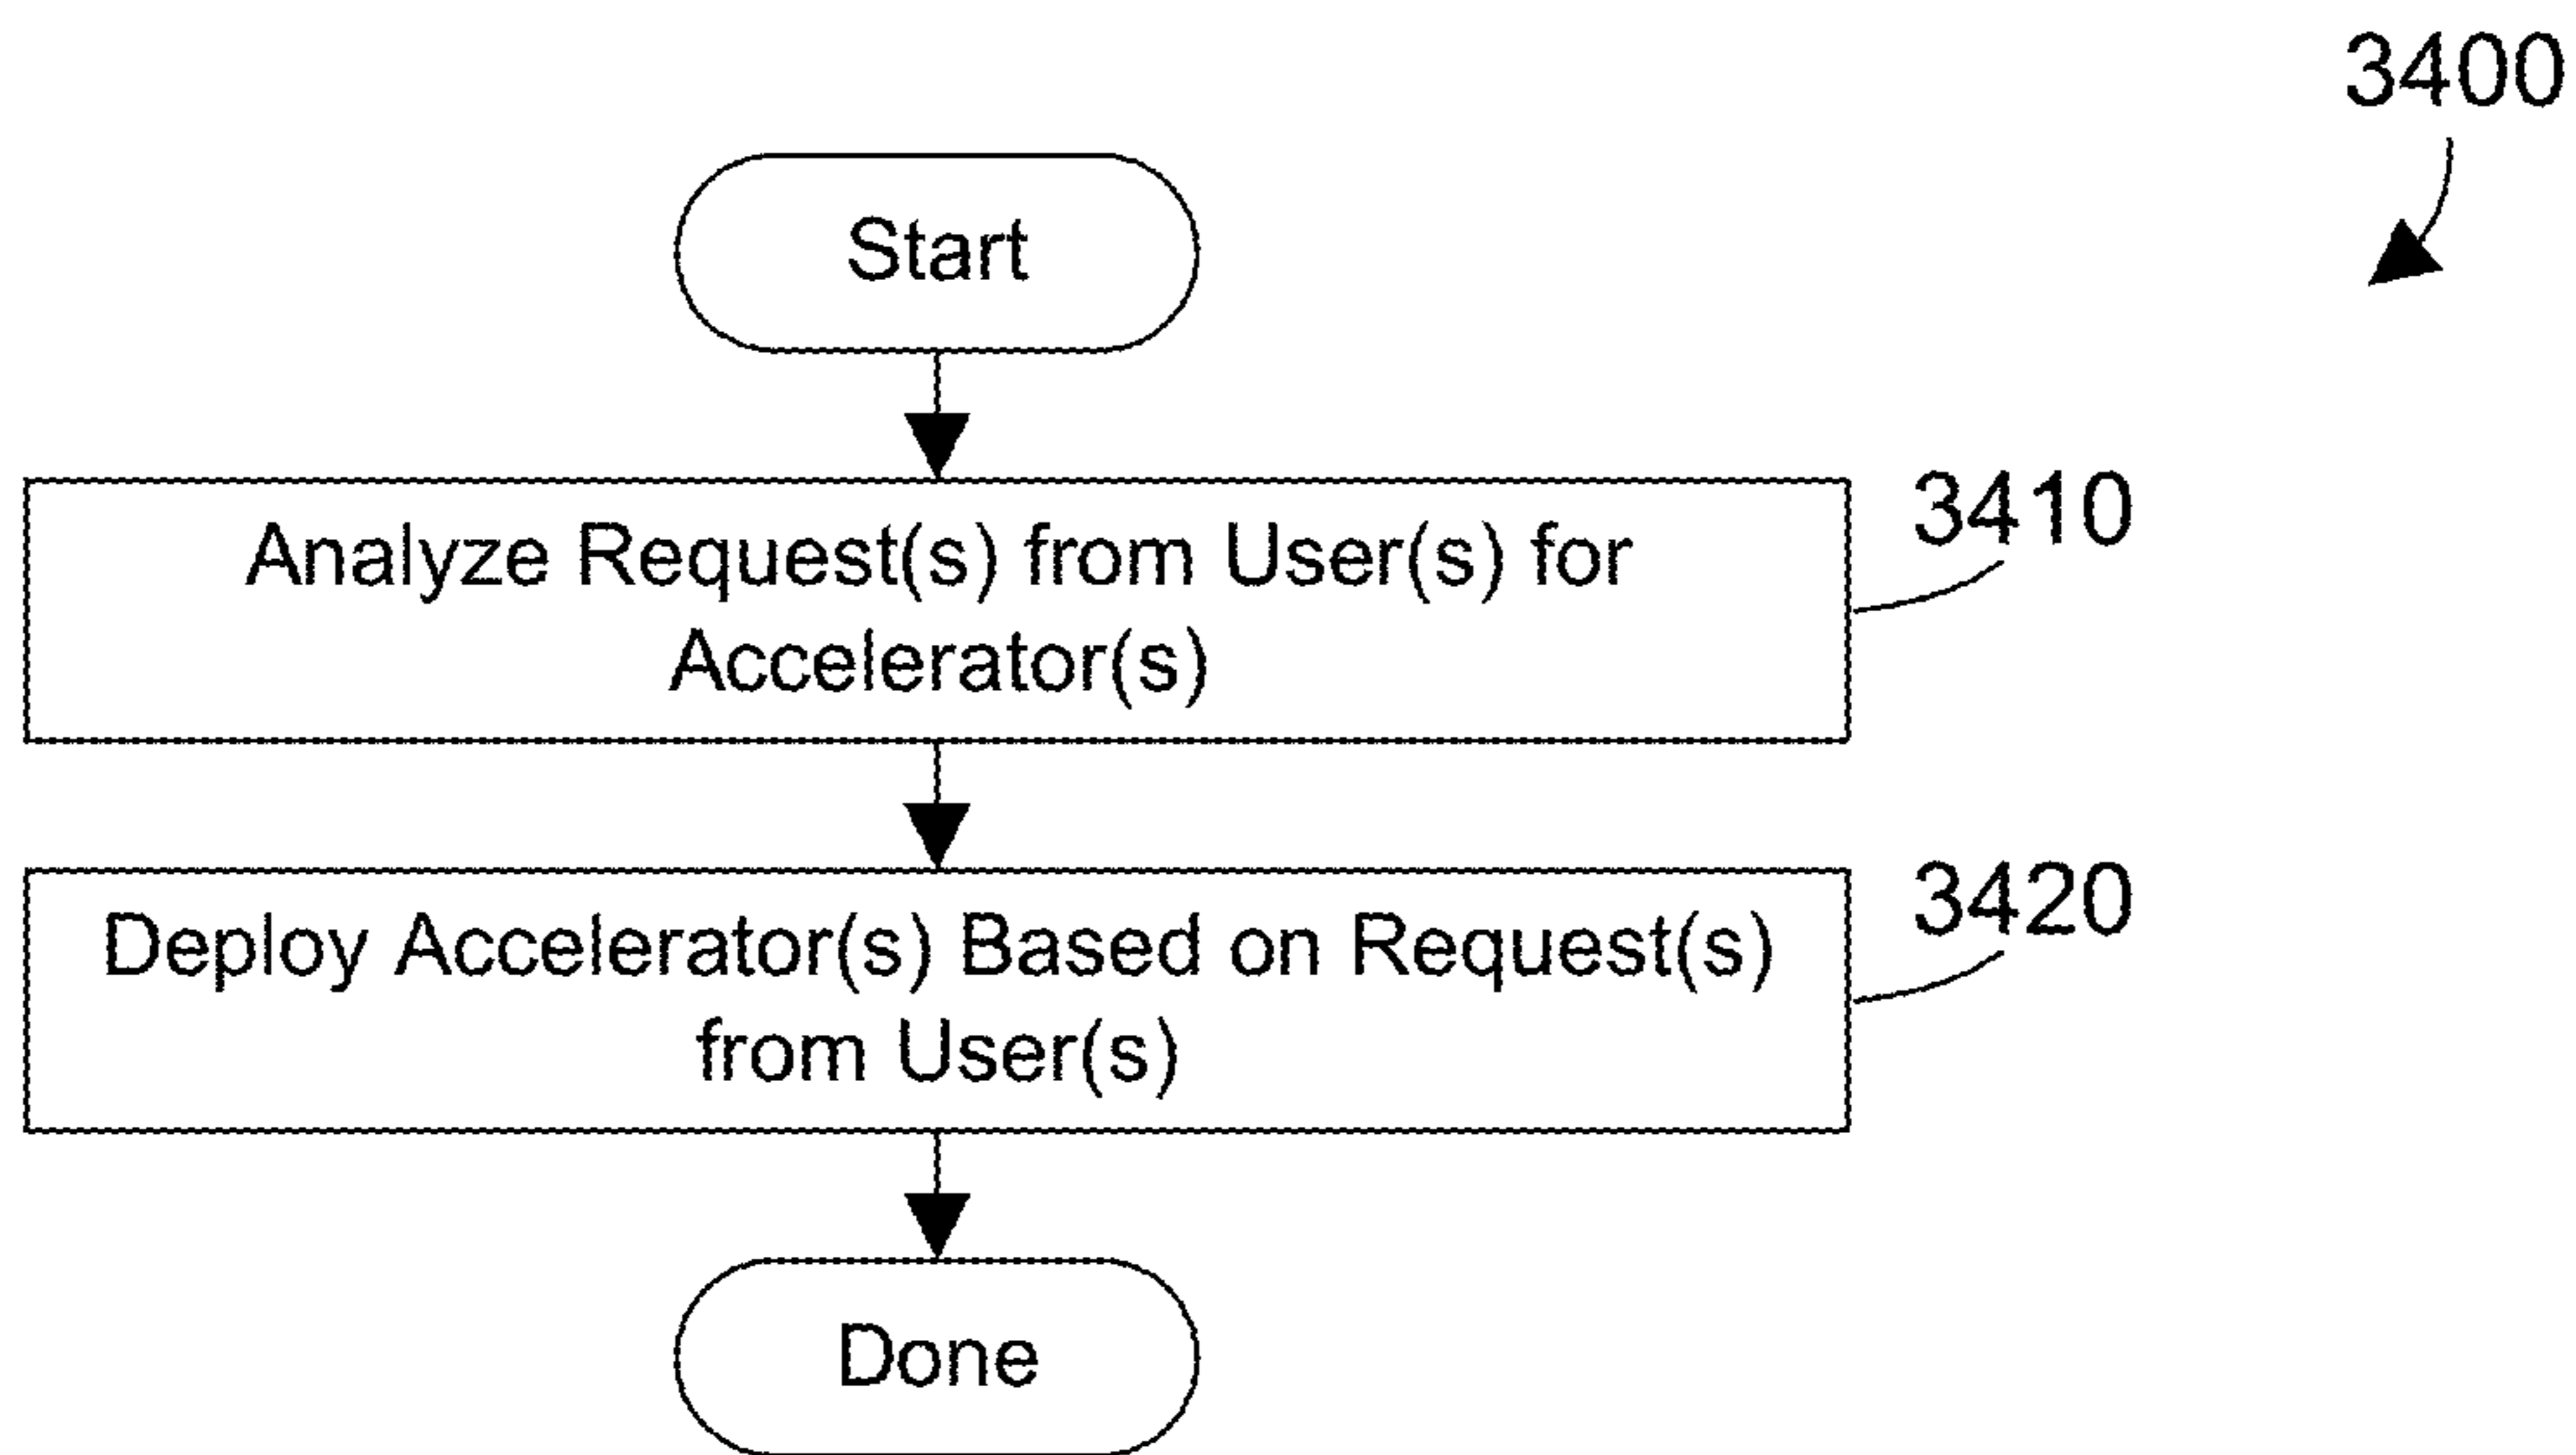 3400
Start
Analyze Request(s) from User(s) for
Accelerator(s)
3410
Deploy Accelerator(s) Based on Request(s)
from User(s)
3420
Done